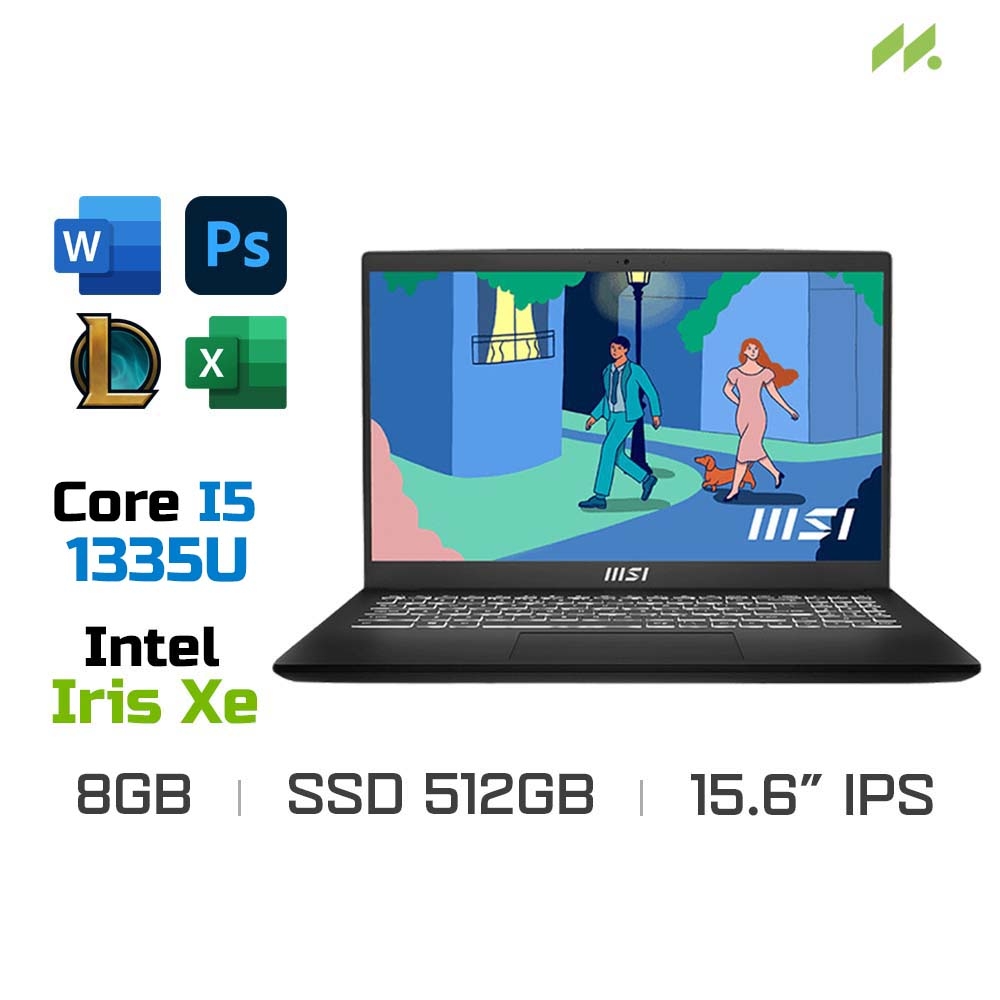 W
Ps
L
X
Core I5
1335U
Intel
Iris Xe
msi
msi
8GB | SSD 512GB | 15.6” IPS